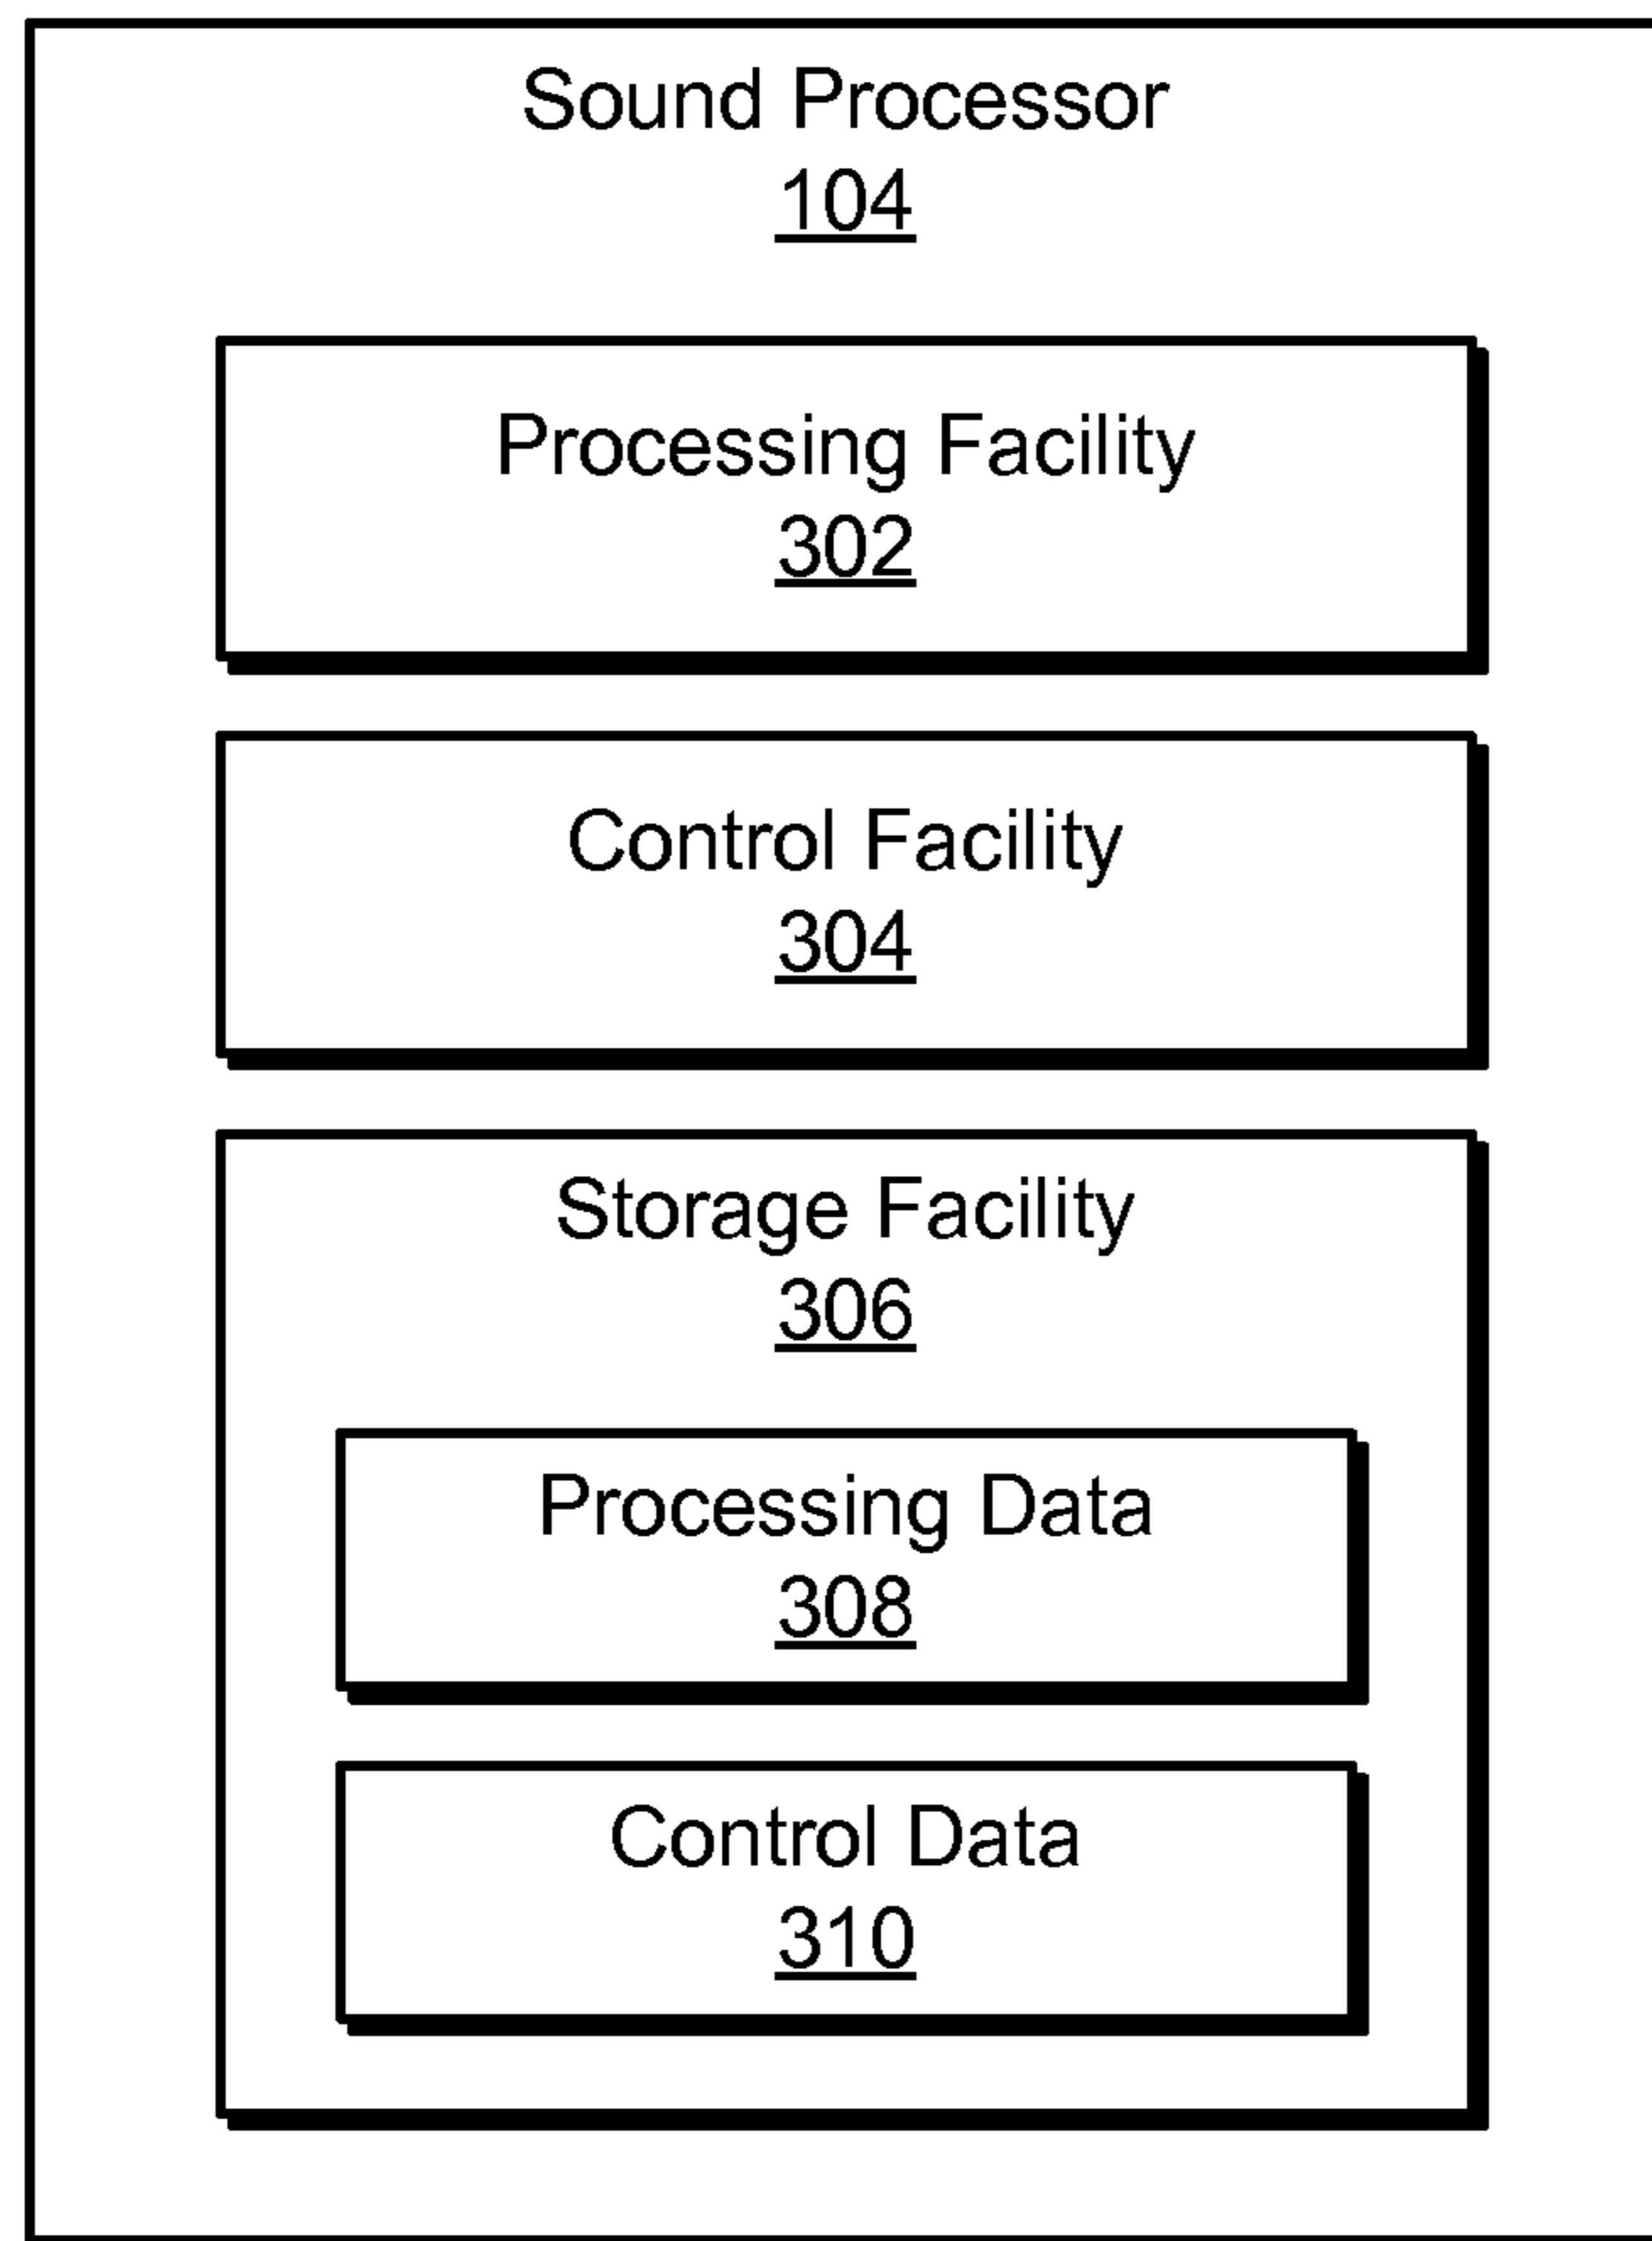 Sound Processor
104
Processing Facility
302
Control Facility
304
Storage Facility
306
Processing Data
308
Control Data
310